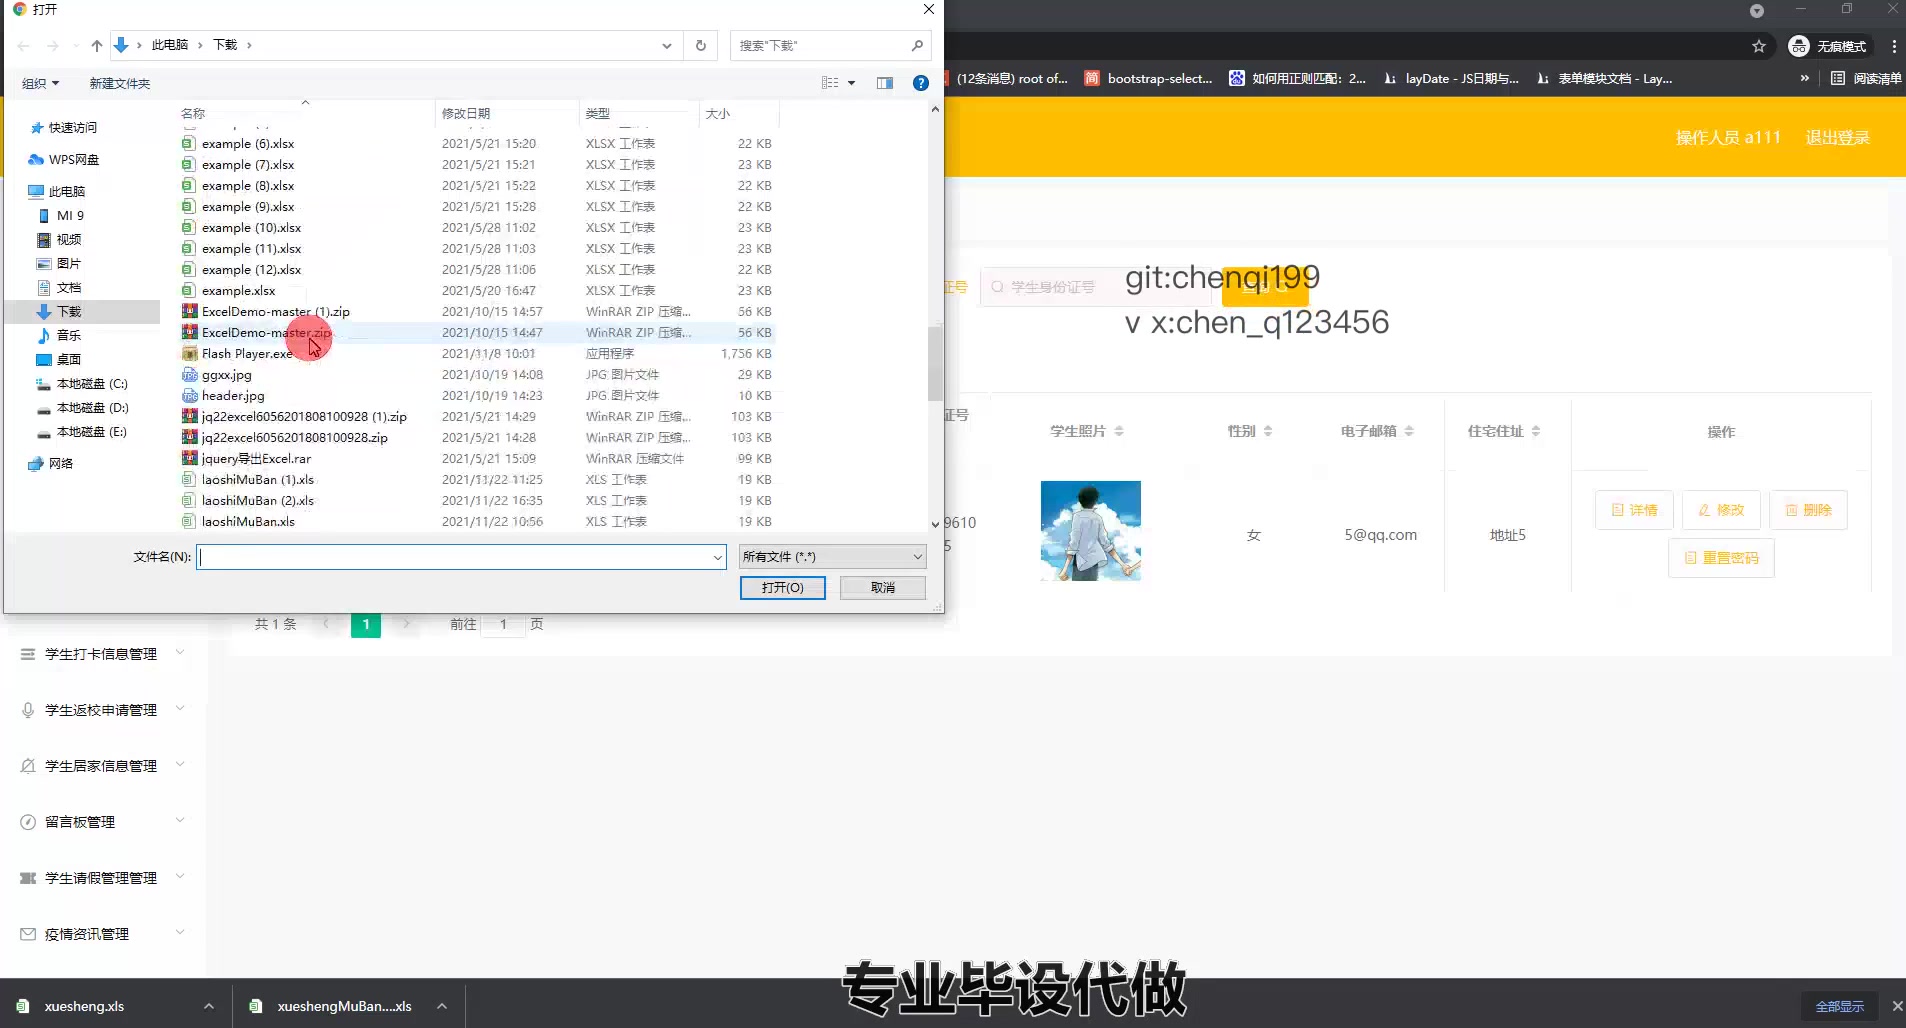 打开
此电脑 › 下载 ›
搜索"下载"
组织
新建文件夹
名称 修改日期 类型 大小
快速访问
WPS网盘
此电脑
MI 9
视频
图片
文档
下载
音乐
桌面
本地磁盘 (C:)
本地磁盘 (D:)
本地磁盘 (E:)
网络
example (6).xlsx 2021/5/21 15:20 XLSX 工作表 22 KB
example (7).xlsx 2021/5/21 15:21 XLSX 工作表 23 KB
example (8).xlsx 2021/5/21 15:22 XLSX 工作表 22 KB
example (9).xlsx 2021/5/21 15:28 XLSX 工作表 22 KB
example (10).xlsx 2021/5/28 11:02 XLSX 工作表 23 KB
example (11).xlsx 2021/5/28 11:03 XLSX 工作表 23 KB
example (12).xlsx 2021/5/28 11:06 XLSX 工作表 22 KB
example.xlsx 2021/5/20 16:47 XLSX 工作表 23 KB
ExcelDemo-master (1).zip 2021/10/15 14:57 WinRAR ZIP 压缩... 56 KB
ExcelDemo-master.zip 2021/10/15 14:47 WinRAR ZIP 压缩... 56 KB
Flash Player.exe 2021/11/8 10:01 应用程序 1,756 KB
ggxx.jpg 2021/10/19 14:08 JPG 图片文件 29 KB
header.jpg 2021/10/19 14:23 JPG 图片文件 10 KB
jq22excel6056201808100928 (1).zip 2021/5/21 14:29 WinRAR ZIP 压缩... 103 KB
jq22excel6056201808100928.zip 2021/5/21 14:28 WinRAR ZIP 压缩... 103 KB
jquery导出Excel.rar 2021/5/21 15:09 WinRAR 压缩文件 99 KB
laoshiMuBan (1).xls 2021/11/22 11:25 XLS 工作表 19 KB
laoshiMuBan (2).xls 2021/11/22 16:35 XLS 工作表 19 KB
laoshiMuBan.xls 2021/11/22 10:56 XLS 工作表 19 KB
文件名(N):
所有文件 (*.*)
打开(O)
取消
无痕模式
(12条消息) root of...
bootstrap-select...
如何用正则匹配：2...
layDate - JS日期与...
表单模块文档 - Lay...
»
阅读清单
操作人员 a111
退出登录
证号
学生身份证号
git:chenqi199
v x:chen_q123456
证号
学生照片
性别
电子邮箱
住宅住址
操作
9610
5
女
5@qq.com
地址5
详情
修改
删除
重置密码
共 1 条
1
前往 1 页
学生打卡信息管理
学生返校申请管理
学生居家信息管理
留言板管理
学生请假管理管理
疫情资讯管理
专业毕设代做
xuesheng.xls
xueshengMuBan....xls
全部显示